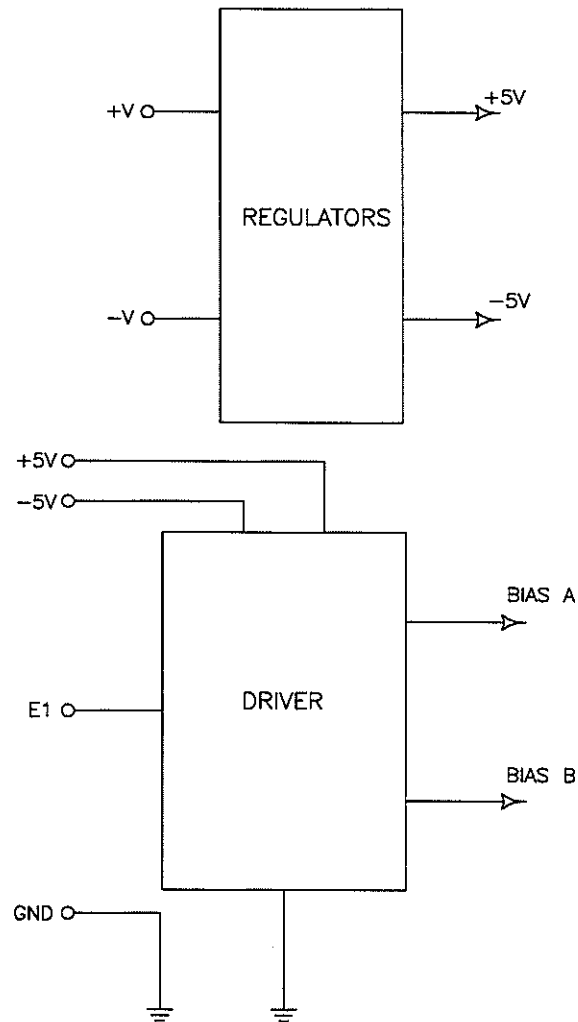 +V
+5V
REGULATORS
-V
-5V
+5V
-5V
BIAS A
E1
DRIVER
BIAS B
GND